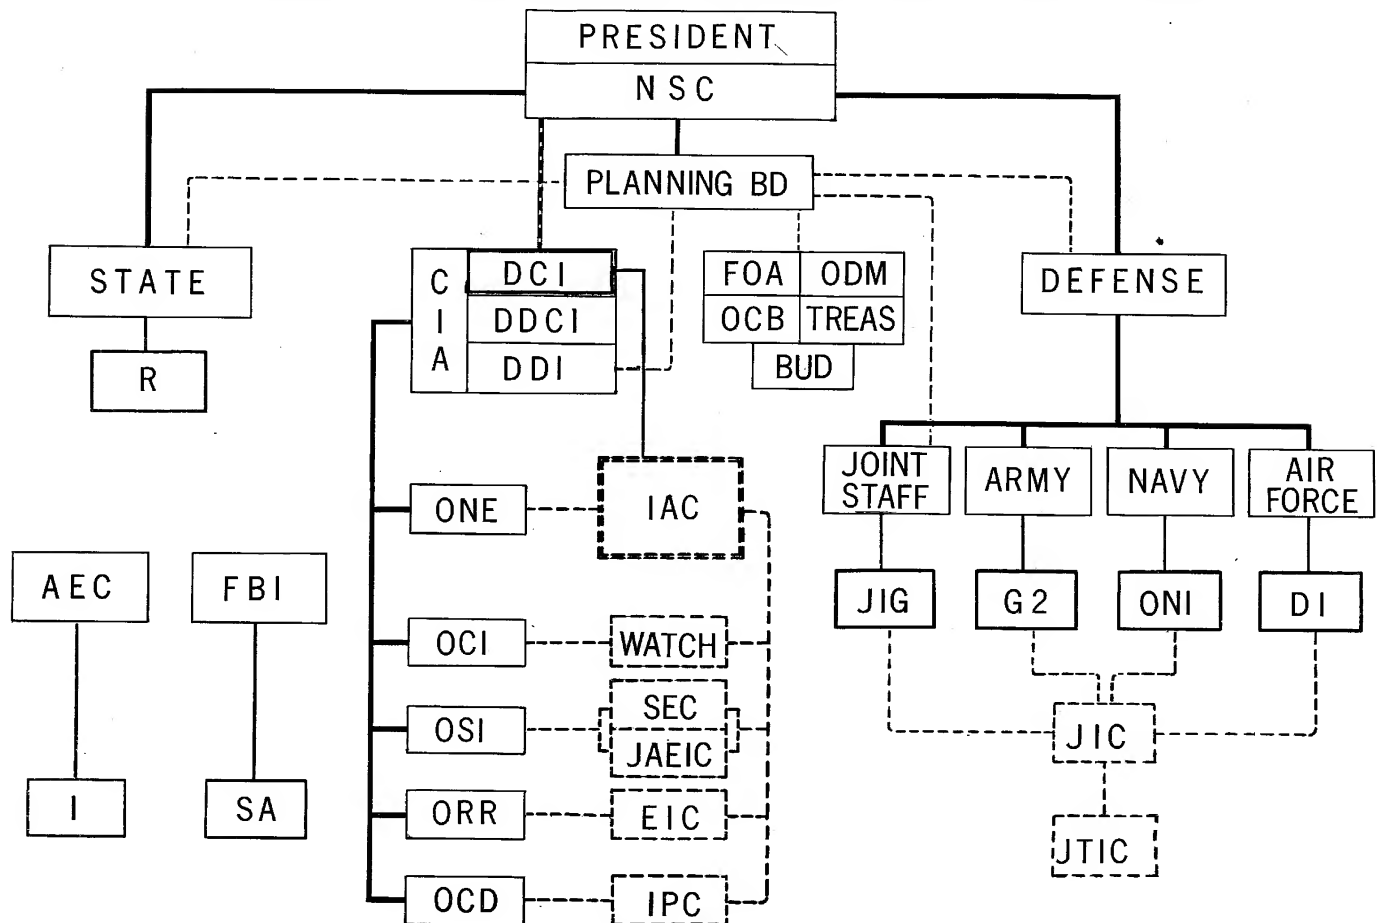 PRESIDENT
NSC
PLANNING BD
STATE
R
C
I
A
DCI
DDCI
DDI
FOA
ODM
OCB
TREAS
BUD
DEFENSE
JOINT
STAFF
ARMY
NAVY
AIR
FORCE
ONE
IAC
AEC
FBI
JIG
G2
ONI
DI
OCI
WATCH
OSI
SEC
JAEIC
JIC
I
SA
ORR
EIC
JTIC
OCD
IPC